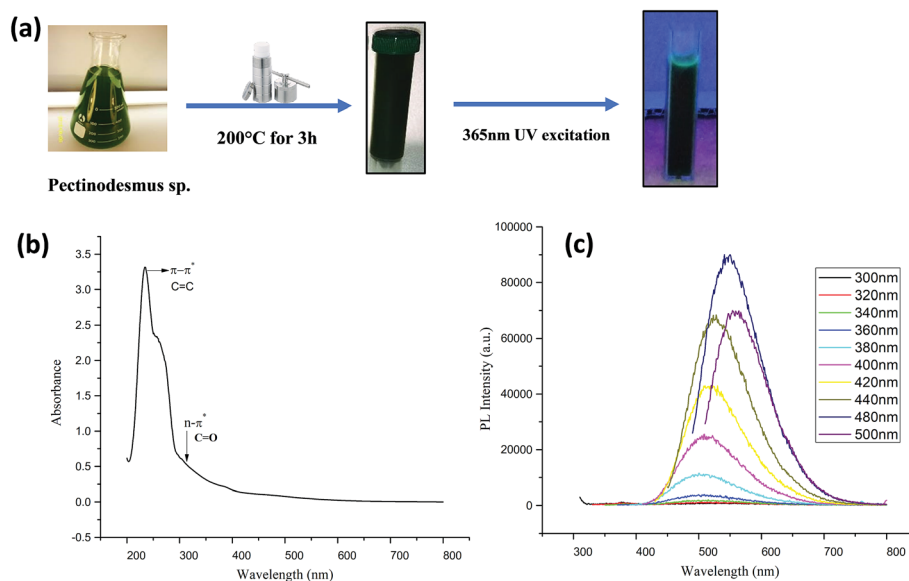 (a)
200°C for 3h
365nm UV excitation
Pectinodesmus sp.
(b)
Absorbance
3.5
3.0
2.5
2.0
1.5
1.0
0.5
0.0
-0.5
π–π*
C=C
n-π*
C=O
200 300 400 500 600 700 800
Wavelength (nm)
(c)
PL Intensity (a.u.)
100000
80000
60000
40000
20000
0
300nm
320nm
340nm
360nm
380nm
400nm
420nm
440nm
480nm
500nm
300 400 500 600 700 800
Wavelength (nm)